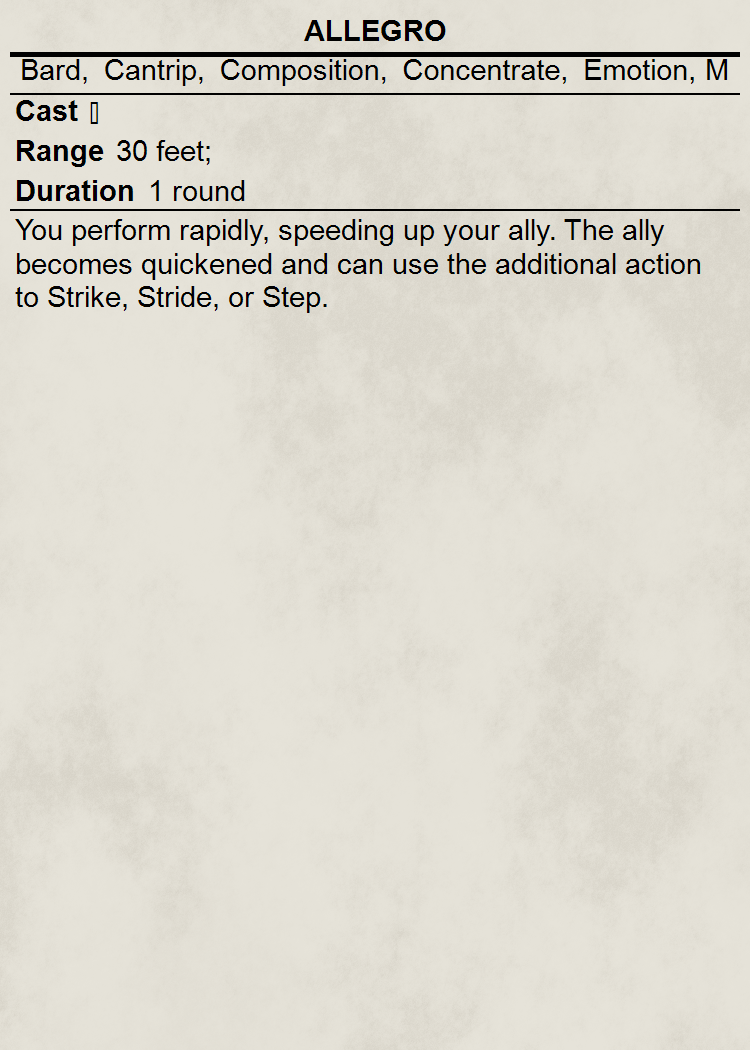 ALLEGRO
Bard, Cantrip, Composition, Concentrate, Emotion, M
Cast ▯
Range 30 feet;
Duration 1 round
You perform rapidly, speeding up your ally. The ally
becomes quickened and can use the additional action
to Strike, Stride, or Step.